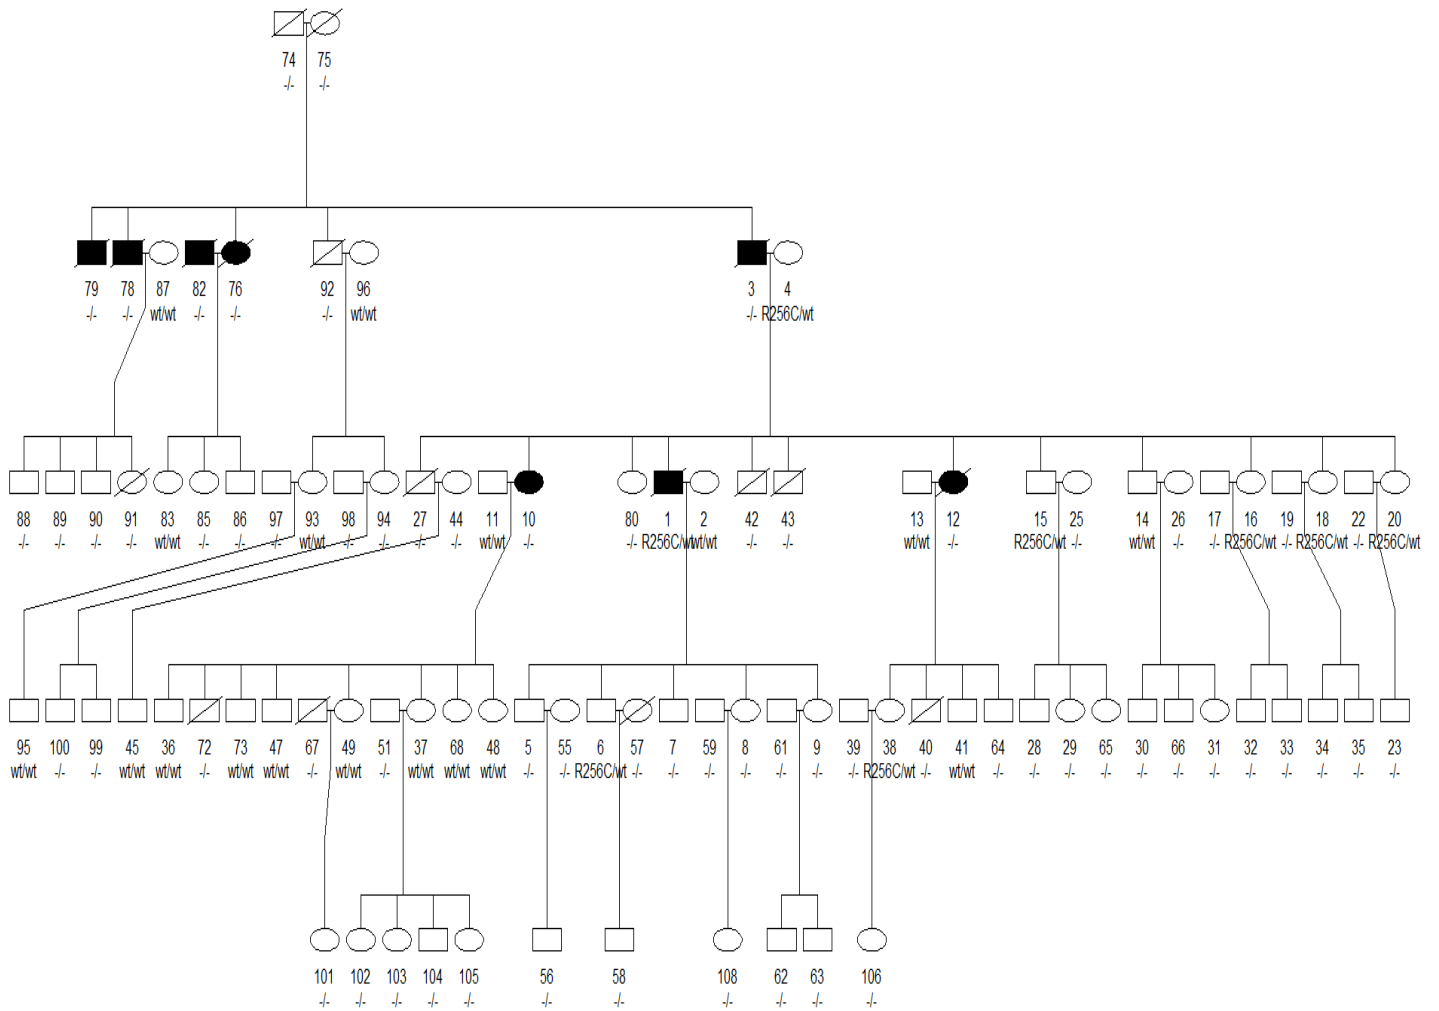 74 75
-/- -/-
79 78 87 82 76 92 96 3 4
-/- -/- wt/wt -/- -/- -/- wt/wt -/- R256C/wt
88 89 90 91 83 85 86 97 93 98 94 27 44 11 10 80 1 2 42 43 13 12 15 25 14 26 17 16 19 18 22 20
-/- -/- -/- -/- wt/wt -/- -/- -/- wt/wt -/- -/- -/- -/- wt/wt -/- -/- R256C/wt wt/wt -/- -/- wt/wt -/- R256C/wt -/- wt/wt -/- -/- R256C/wt -/- R256C/wt -/- R256C/wt
95 100 99 45 36 72 73 47 67 49 51 37 68 48 5 55 6 57 7 59 8 61 9 39 38 40 41 64 28 29 65 30 66 31 32 33 34 35 23
wt/wt -/- -/- wt/wt wt/wt -/- wt/wt wt/wt -/- wt/wt -/- wt/wt wt/wt wt/wt -/- -/- R256C/wt -/- -/- -/- -/- -/- -/- -/- R256C/wt -/- wt/wt -/- -/- -/- -/- -/- -/- -/- -/- -/- -/- -/- -/-
101 102 103 104 105 56 58 108 62 63 106
-/- -/- -/- -/- -/- -/- -/- -/- -/- -/- -/-